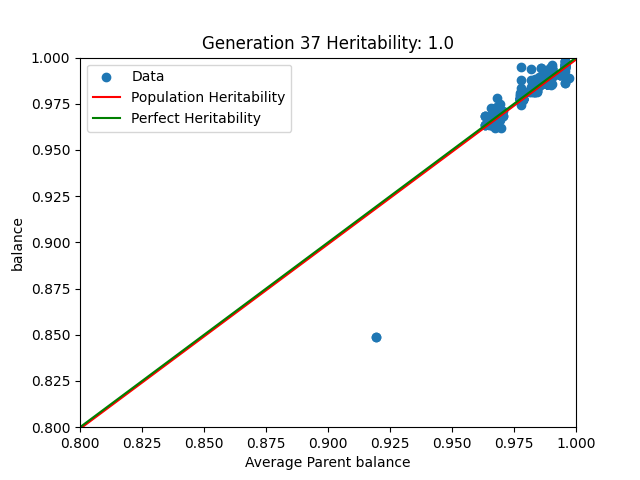 Generation 37 Heritability: 1.0
1.000
0.975
0.950
0.925
0.900
0.875
0.850
0.825
0.800
balance
Data
Population Heritability
Perfect Heritability
0.800 0.825 0.850 0.875 0.900 0.925 0.950 0.975 1.000
Average Parent balance